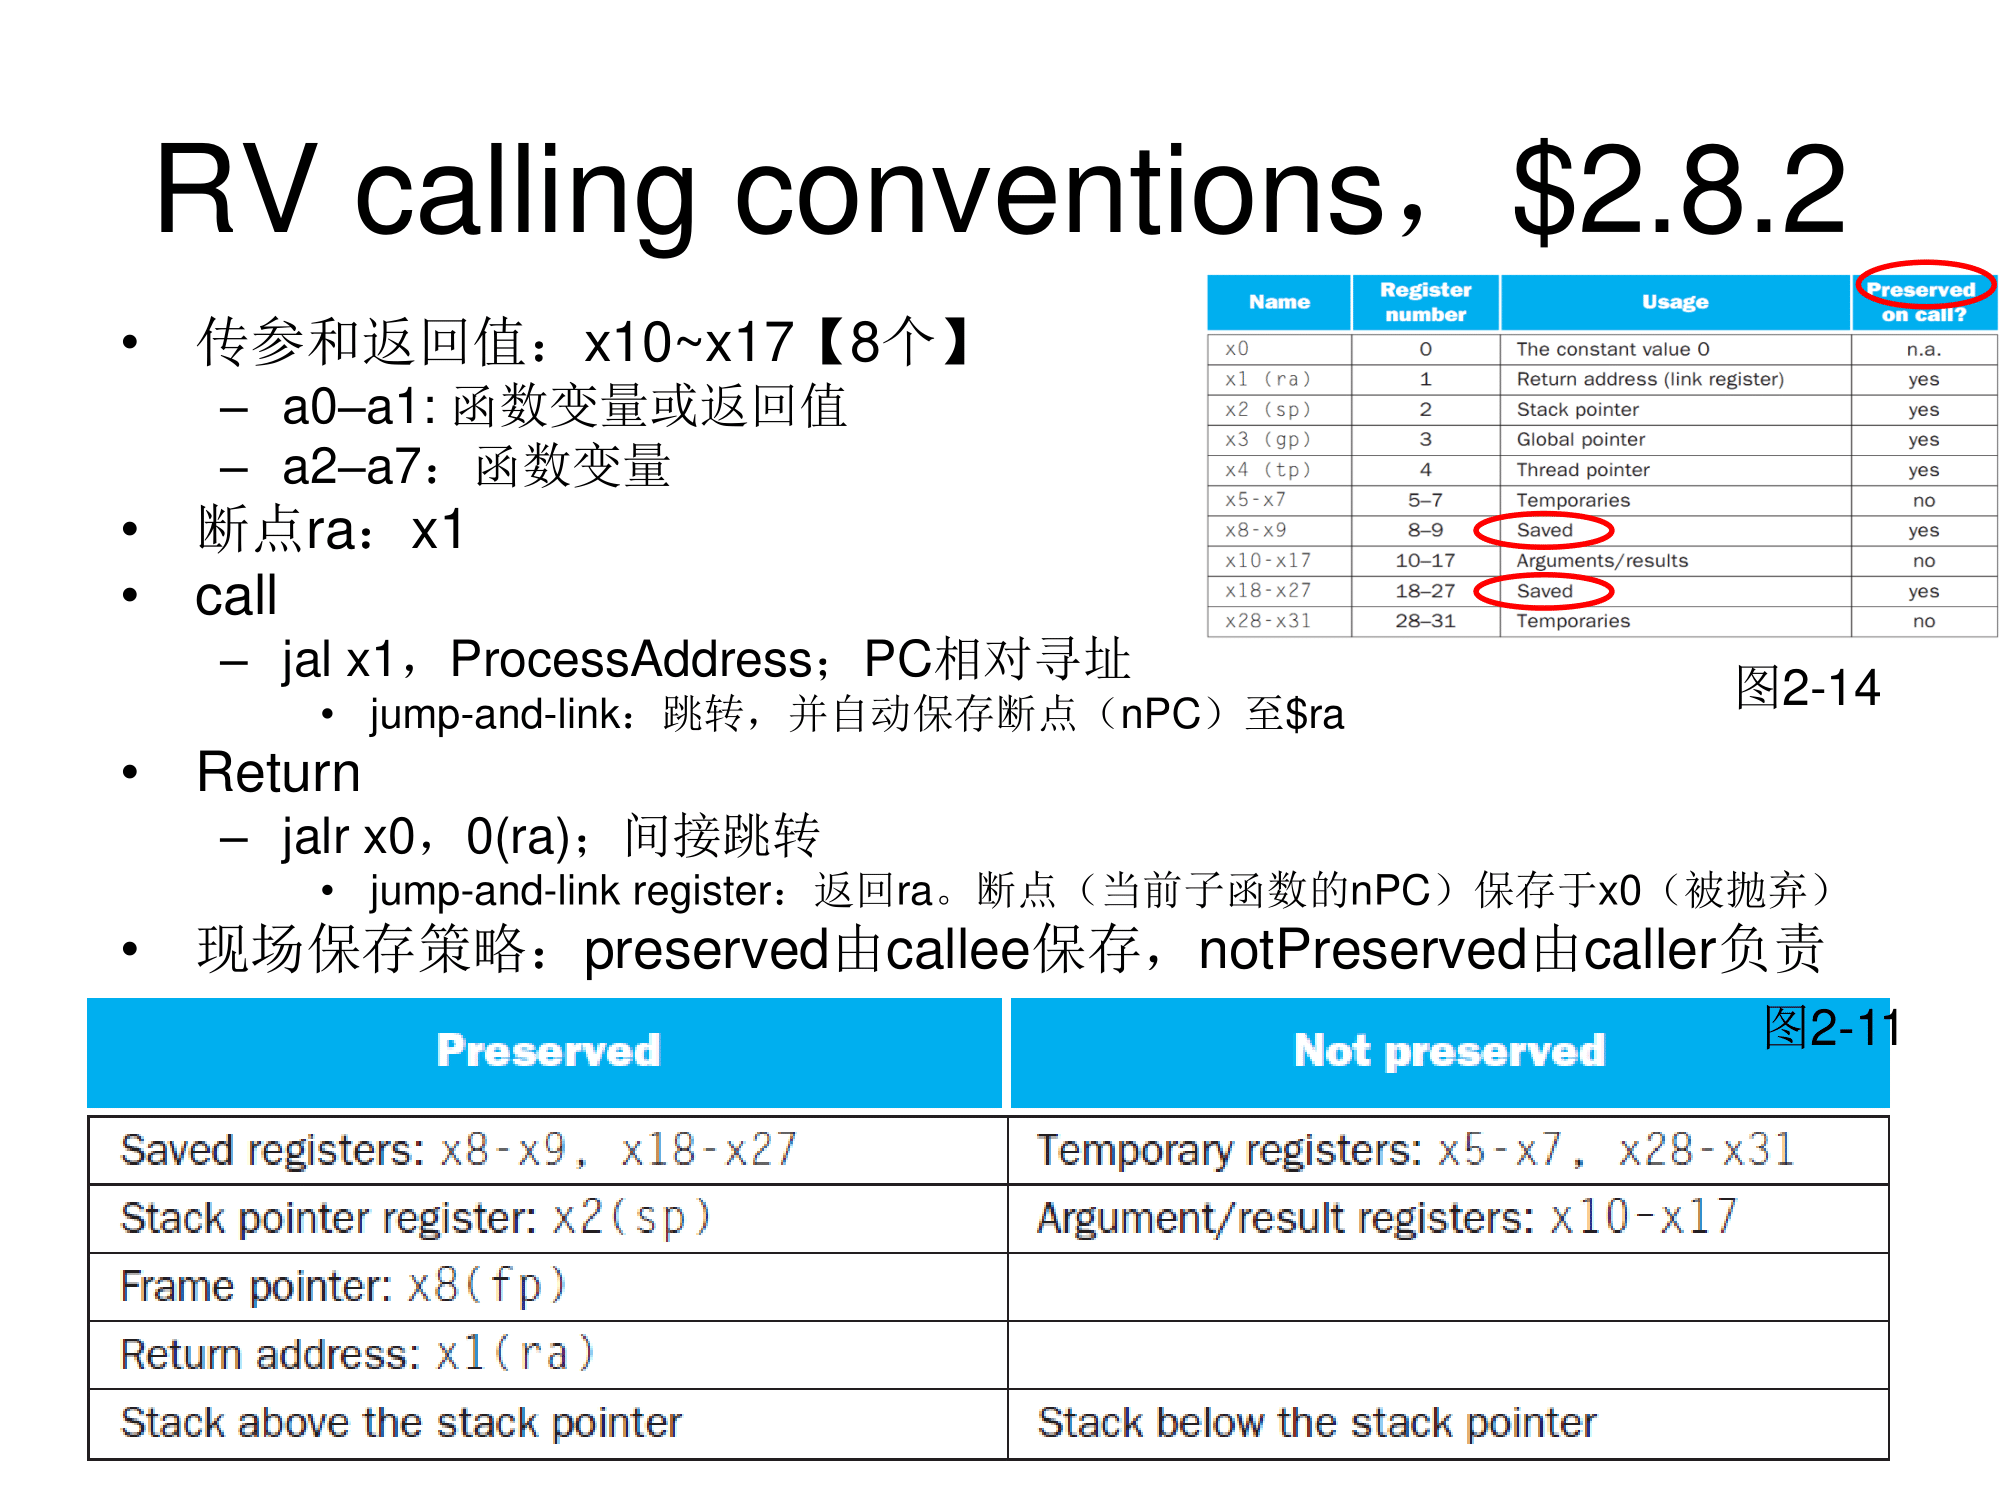 RV calling conventions，$2.8.2
• 传参和返回值：x10~x17【8个】
– a0–a1: 函数变量或返回值
– a2–a7：函数变量
• 断点ra：x1
• call
– jal x1，ProcessAddress；PC相对寻址
• jump-and-link：跳转，并自动保存断点（nPC）至$ra
• Return
– jalr x0，0(ra)；间接跳转
• jump-and-link register：返回ra。断点（当前子函数的nPC）保存于x0（被抛弃）
• 现场保存策略：preserved由callee保存，notPreserved由caller负责
Name Register number Usage Preserved on call?
x0 0 The constant value 0 n.a.
x1 (ra) 1 Return address (link register) yes
x2 (sp) 2 Stack pointer yes
x3 (gp) 3 Global pointer yes
x4 (tp) 4 Thread pointer yes
x5-x7 5–7 Temporaries no
x8-x9 8–9 Saved yes
x10-x17 10–17 Arguments/results no
x18-x27 18–27 Saved yes
x28-x31 28–31 Temporaries no
图2-14
图2-11
Preserved Not preserved
Saved registers: x8-x9, x18-x27 Temporary registers: x5-x7, x28-x31
Stack pointer register: x2(sp) Argument/result registers: x10-x17
Frame pointer: x8(fp)
Return address: x1(ra)
Stack above the stack pointer Stack below the stack pointer